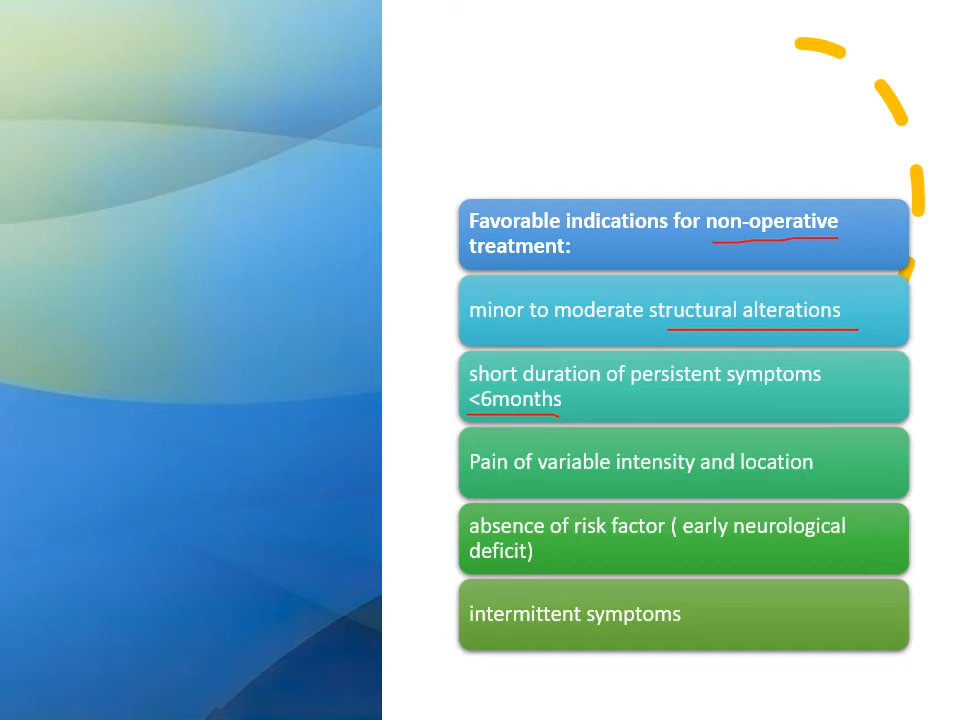 Favorable indications for non-operative
treatment:
minor to moderate structural alterations
short duration of persistent symptoms
<6months
Pain of variable intensity and location
absence of risk factor ( early neurological
deficit)
intermittent symptoms